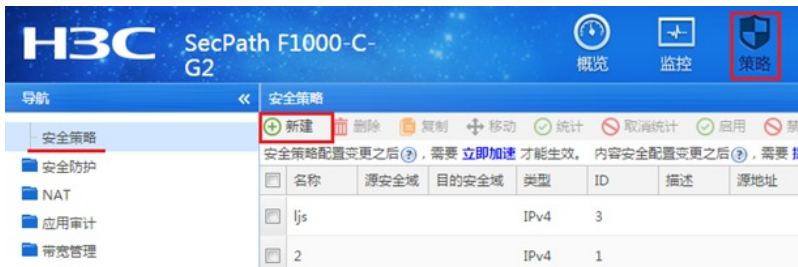 H3C SecPath F1000-C-G2
概览 监控 策略
导航 « 安全策略
安全策略
安全防护
NAT
应用审计
带宽管理
新建 删除 复制 移动 统计 取消统计 启用 禁
安全策略配置变更之后?,需要 立即加速 才能生效。 内容安全配置变更之后?,需要
名称 源安全域 目的安全域 类型 ID 描述 源地址
ljs IPv4 3
2 IPv4 1